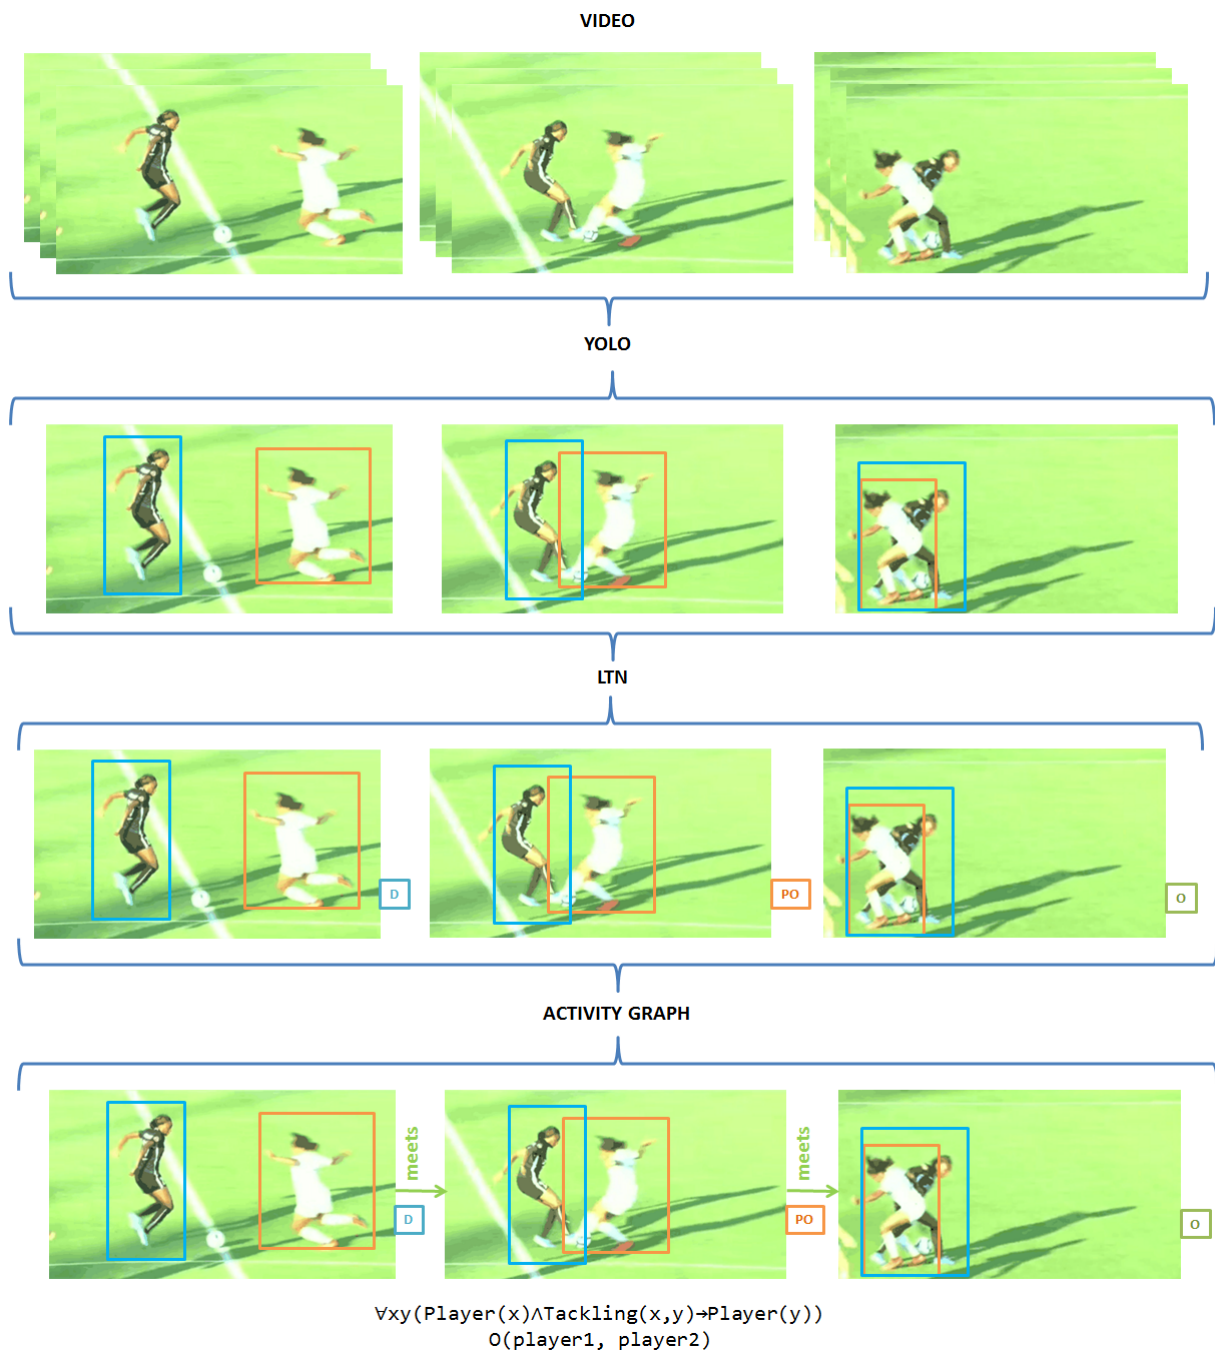 VIDEO
YOLO
LTN
D
PO
O
ACTIVITY GRAPH
meets
meets
D
PO
O
∀xy(Player(x)∧Tackling(x,y)→Player(y))
O(player1, player2)